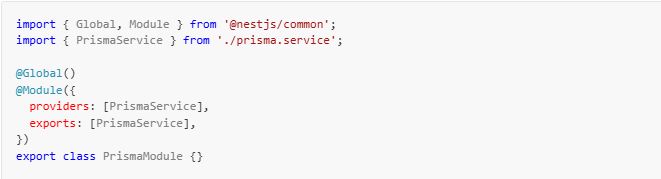 import { Global, Module } from '@nestjs/common';
import { PrismaService } from './prisma.service';

@Global()
@Module({
  providers: [PrismaService],
  exports: [PrismaService],
})
export class PrismaModule {}